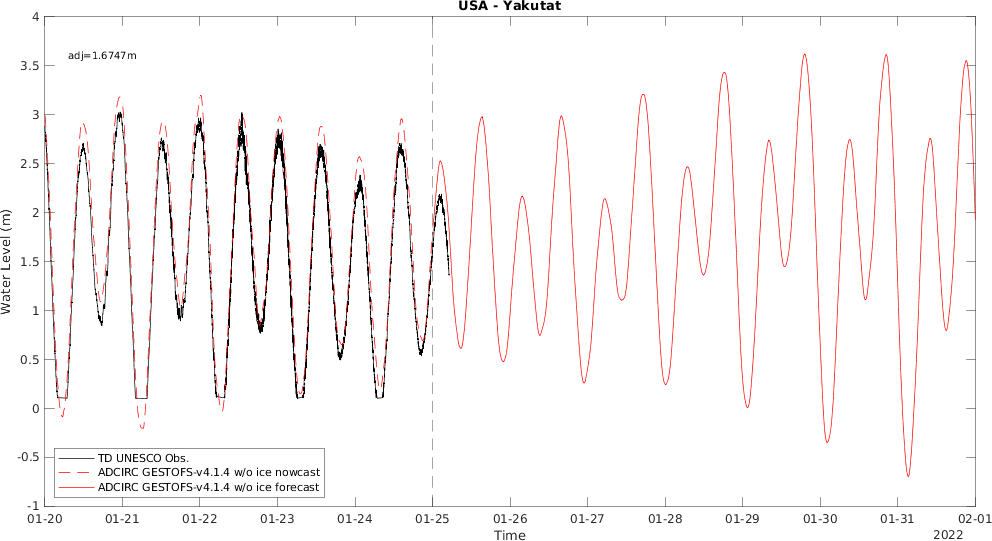 USA - Yakutat
adj=1.6747m
4
3.5
3
2.5
2
1.5
1
0.5
0
-0.5
-1
Water Level (m)
TD UNESCO Obs.
ADCIRC GESTOFS-v4.1.4 w/o ice nowcast
ADCIRC GESTOFS-v4.1.4 w/o ice forecast
01-20 01-21 01-22 01-23 01-24 01-25 01-26 01-27 01-28 01-29 01-30 01-31 02-01
Time
2022